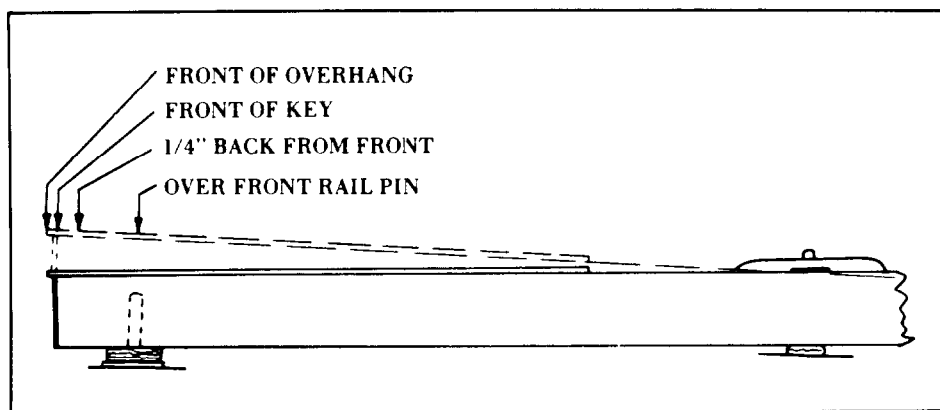 FRONT OF OVERHANG
FRONT OF KEY
1/4" BACK FROM FRONT
OVER FRONT RAIL PIN